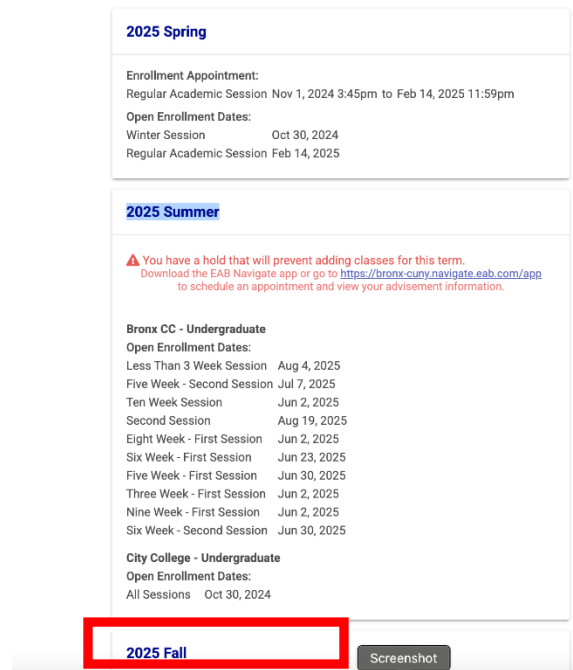 2025 Spring
Enrollment Appointment:
Regular Academic Session Nov 1, 2024 3:45pm to Feb 14, 2025 11:59pm
Open Enrollment Dates:
Winter Session Oct 30, 2024
Regular Academic Session Feb 14, 2025
2025 Summer
You have a hold that will prevent adding classes for this term.
Download the EAB Navigate app or go to https://bronx-cuny.navigate.eab.com/app
to schedule an appointment and view your advisement information.
Bronx CC - Undergraduate
Open Enrollment Dates:
Less Than 3 Week Session Aug 4, 2025
Five Week - Second Session Jul 7, 2025
Ten Week Session Jun 2, 2025
Second Session Aug 19, 2025
Eight Week - First Session Jun 2, 2025
Six Week - First Session Jun 23, 2025
Five Week - First Session Jun 30, 2025
Three Week - First Session Jun 2, 2025
Nine Week - First Session Jun 2, 2025
Six Week - Second Session Jun 30, 2025
City College - Undergraduate
Open Enrollment Dates:
All Sessions Oct 30, 2024
2025 Fall
Screenshot